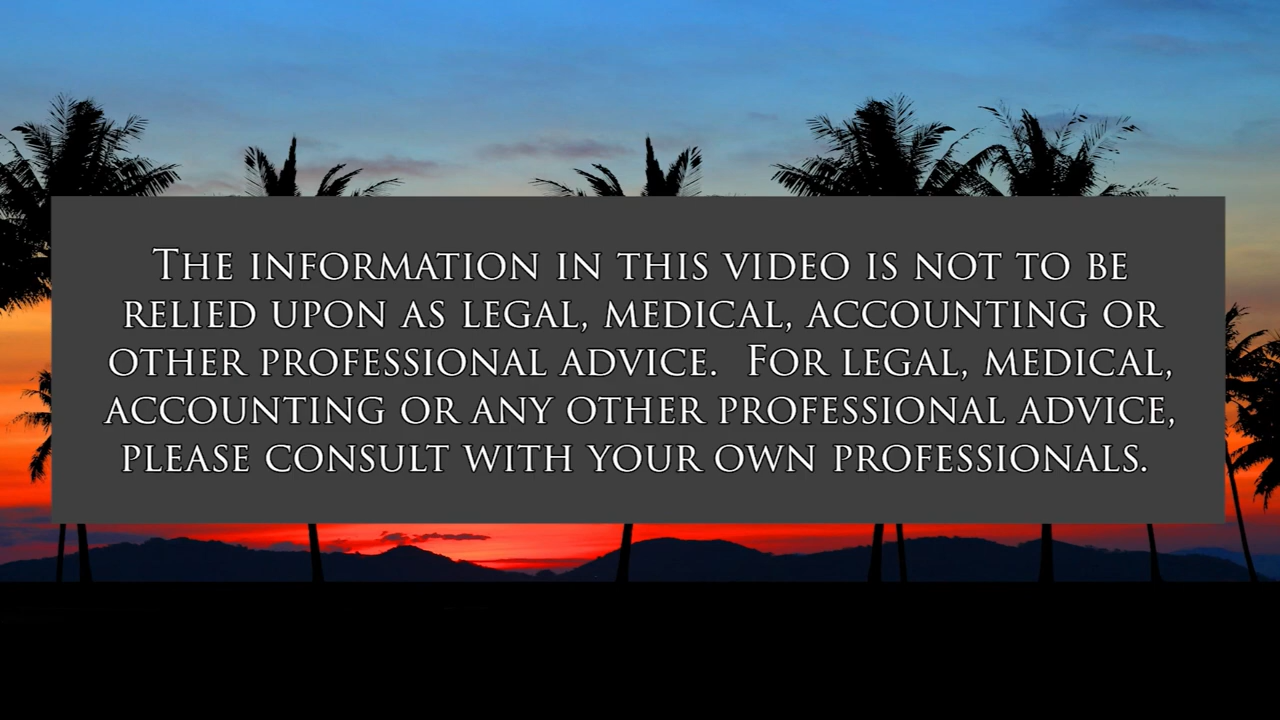 The information in this video is not to be
relied upon as legal, medical, accounting or
other professional advice.  For legal, medical,
accounting or any other professional advice,
please consult with your own professionals.